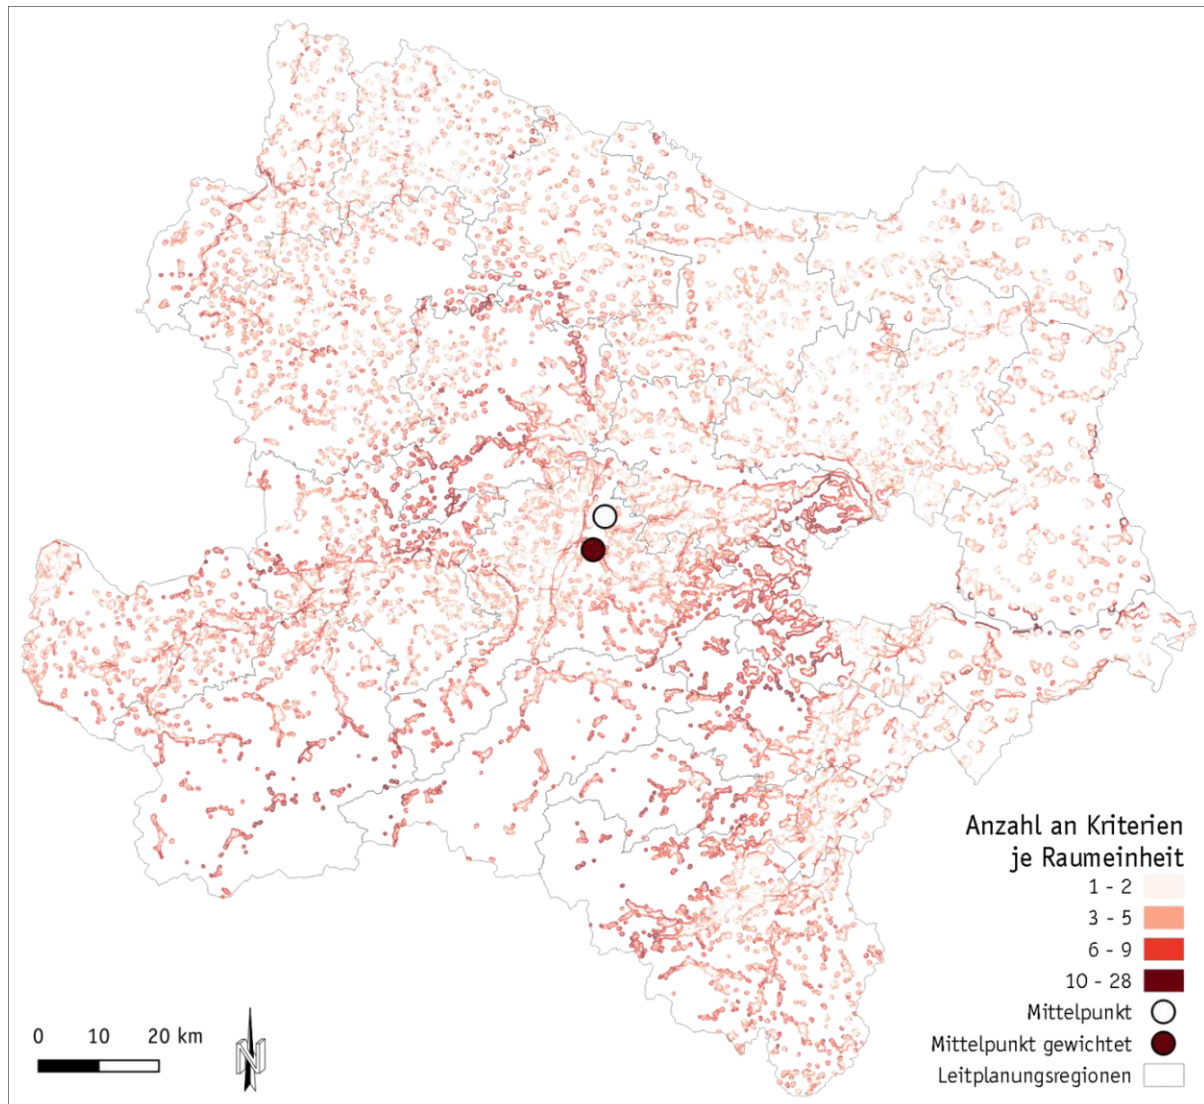 Anzahl an Kriterien
je Raumeinheit
1 - 2
3 - 5
6 - 9
10 - 28
Mittelpunkt
Mittelpunkt gewichtet
Leitplanungsregionen
0 10 20 km
N